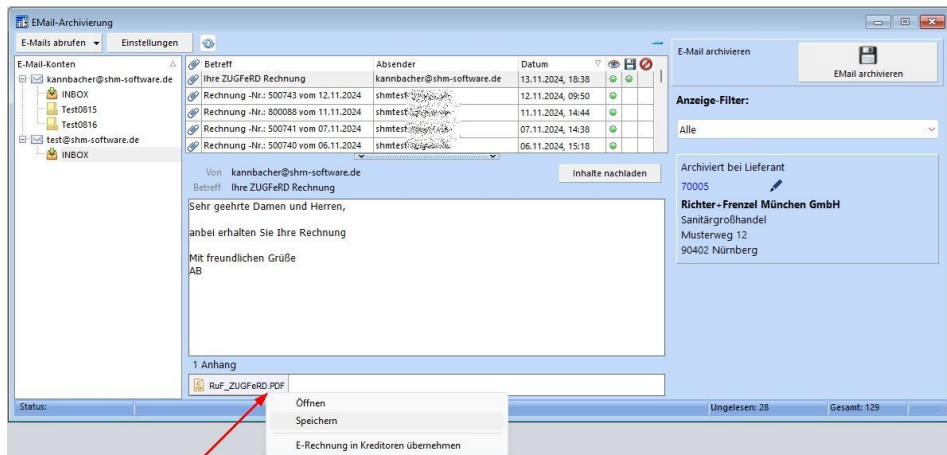 EMail-Archivierung
E-Mails abrufen Einstellungen
E-Mail-Konten
kannbacher@shm-software.de
INBOX
Test0815
Test0816
test@shm-software.de
INBOX
Betreff Absender Datum
Ihre ZUGFeRD Rechnung kannbacher@shm-software.de 13.11.2024, 18:38
Rechnung -Nr.: 500743 vom 12.11.2024 shmtest 12.11.2024, 09:50
Rechnung -Nr.: 800088 vom 11.11.2024 shmtest 11.11.2024, 14:44
Rechnung -Nr.: 500741 vom 07.11.2024 shmtest 07.11.2024, 14:38
Rechnung -Nr.: 500740 vom 06.11.2024 shmtest 06.11.2024, 15:18
Von kannbacher@shm-software.de
Betreff Ihre ZUGFeRD Rechnung
Inhalte nachladen
Sehr geehrte Damen und Herren,
anbei erhalten Sie Ihre Rechnung
Mit freundlichen Grüße
AB
1 Anhang
RuF_ZUGFeRD.PDF
Öffnen
Speichern
E-Rechnung in Kreditoren übernehmen
E-Mail archivieren
EMail archivieren
Anzeige-Filter:
Alle
Archiviert bei Lieferant
70005
Richter+Frenzel München GmbH
Sanitärgroßhandel
Musterweg 12
90402 Nürnberg
Status:
Ungelesen: 28
Gesamt: 129